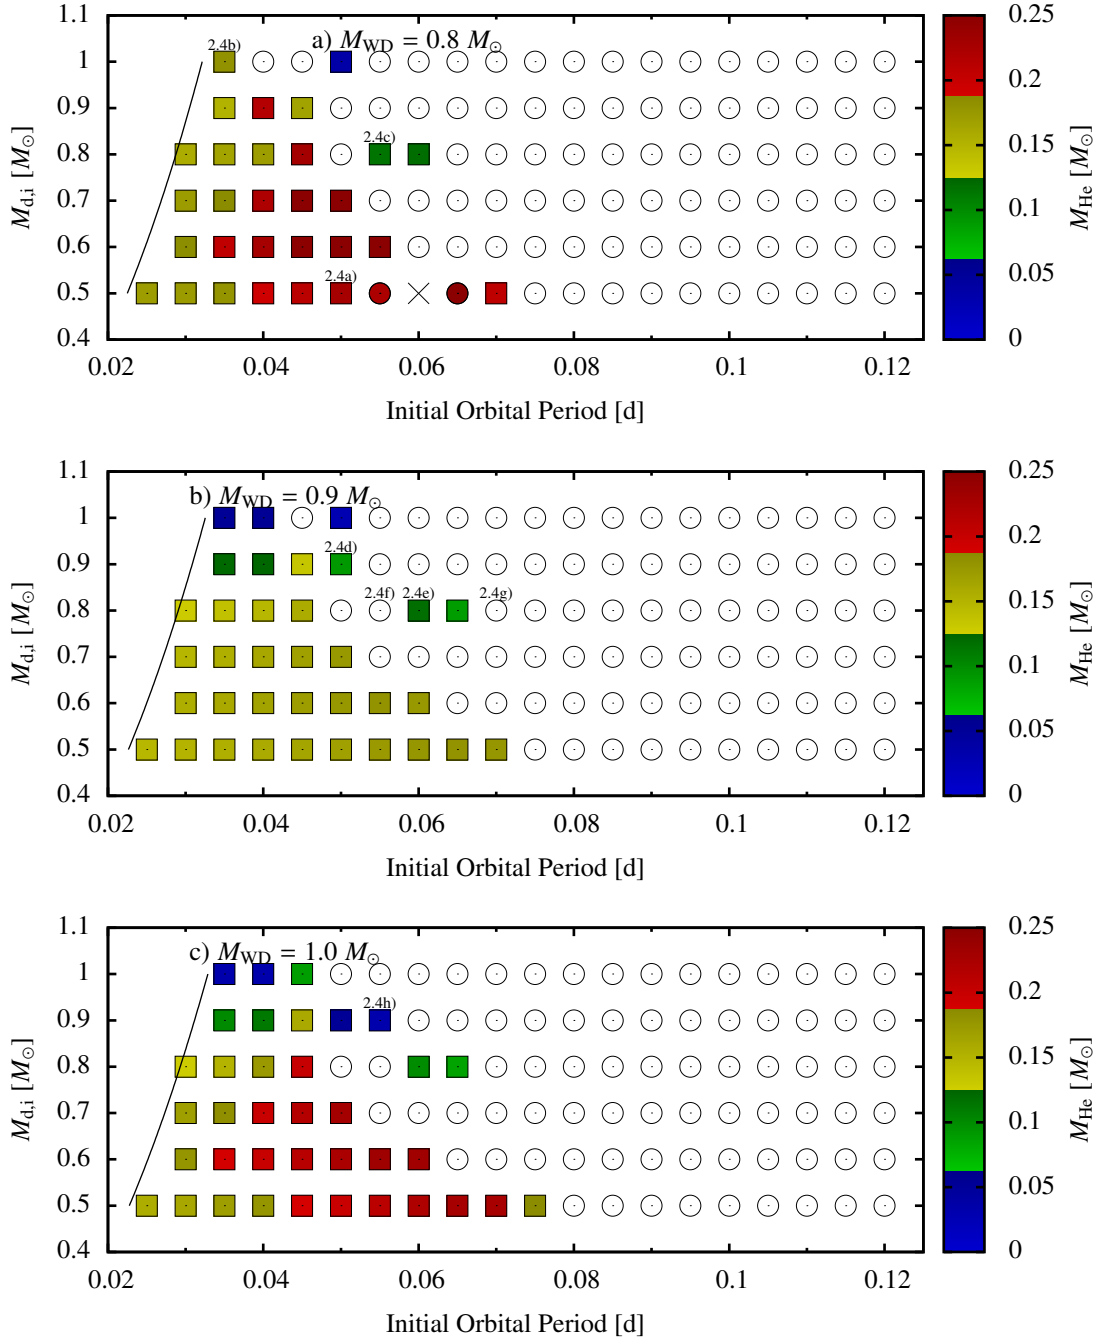 a) M_WD = 0.8 M_⊙
1.1
1
0.9
0.8
0.7
0.6
0.5
0.4
M_d,i [M_⊙]
2.4b)
2.4c)
2.4a)
0.02 0.04 0.06 0.08 0.1 0.12
Initial Orbital Period [d]
0.25
0.2
0.15
0.1
0.05
0
M_He [M_⊙]
b) M_WD = 0.9 M_⊙
1.1
1
0.9
0.8
0.7
0.6
0.5
0.4
M_d,i [M_⊙]
2.4d)
2.4f) 2.4e) 2.4g)
0.02 0.04 0.06 0.08 0.1 0.12
Initial Orbital Period [d]
0.25
0.2
0.15
0.1
0.05
0
M_He [M_⊙]
c) M_WD = 1.0 M_⊙
1.1
1
0.9
0.8
0.7
0.6
0.5
0.4
M_d,i [M_⊙]
2.4h)
0.02 0.04 0.06 0.08 0.1 0.12
Initial Orbital Period [d]
0.25
0.2
0.15
0.1
0.05
0
M_He [M_⊙]